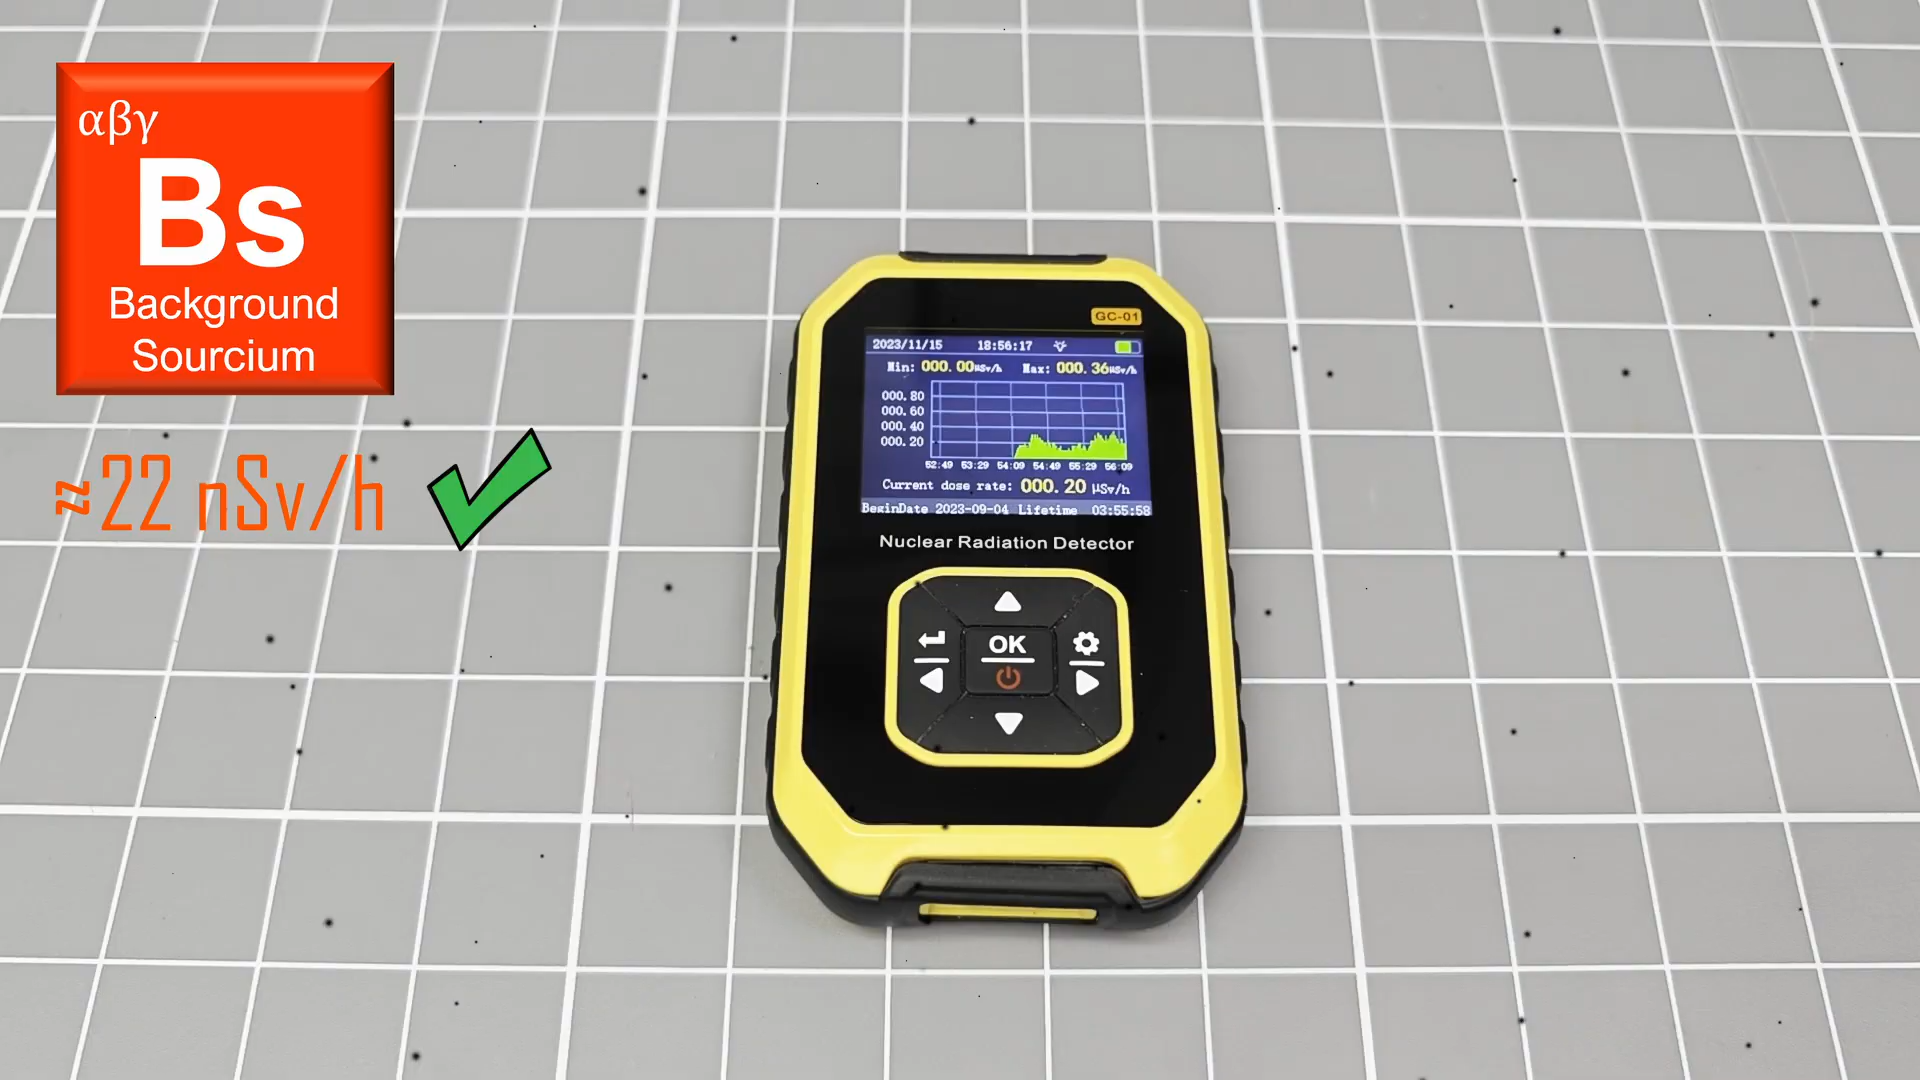 αβγ
Bs
Background
Sourcium
≈22 nSv/h
GC-01
2023/11/15 18:56:17
Min: 000.00μSv/h Max: 000.36μSv/h
000.80
000.60
000.40
000.20
52:49 53:29 54:09 54:49 55:29 56:09
Current dose rate: 000.20 μSv/h
BeginDate 2023-09-04 Lifetime 03:55:58
Nuclear Radiation Detector
OK